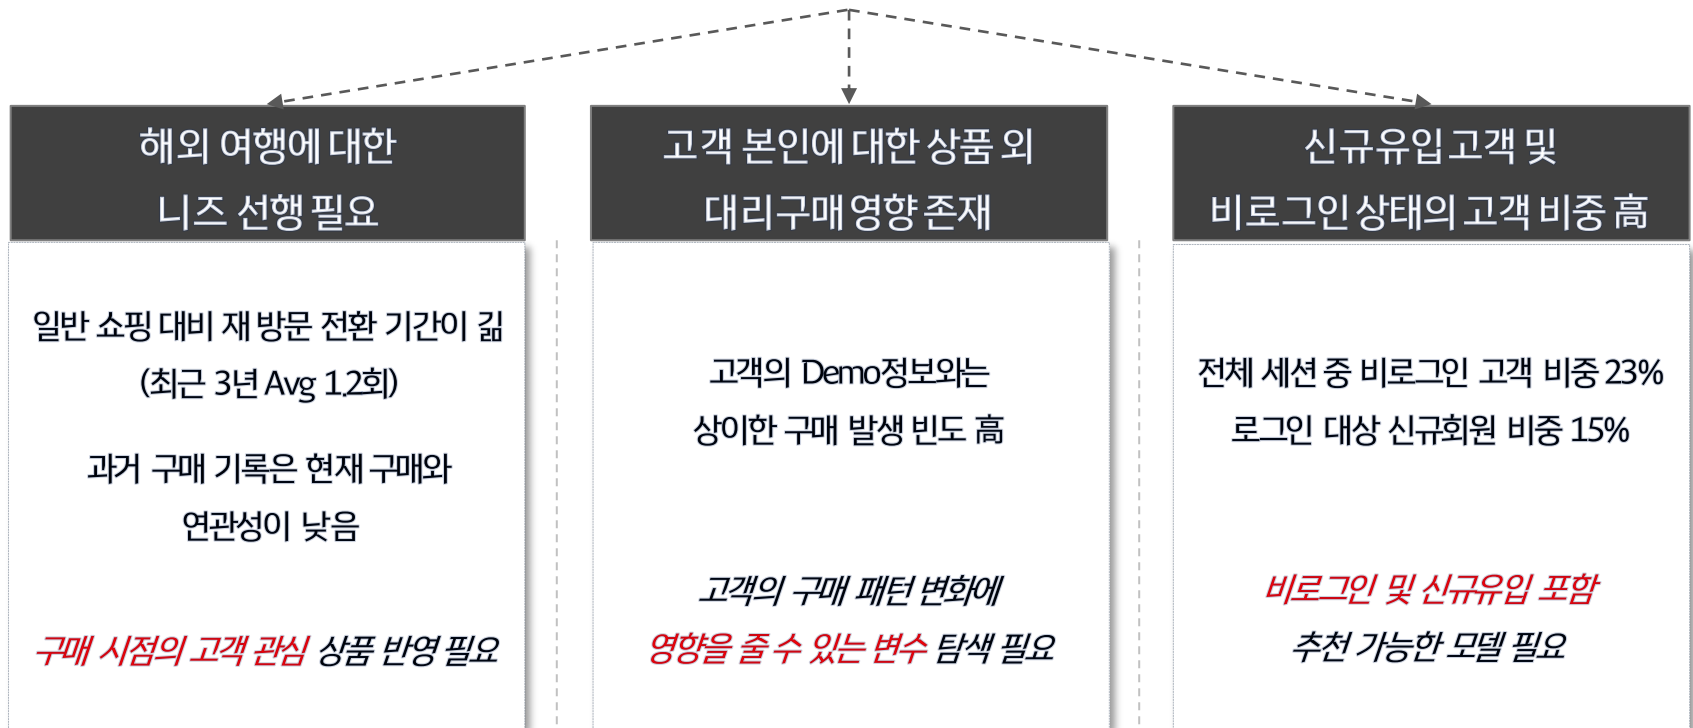 해외 여행에 대한
니즈 선행 필요
일반 쇼핑 대비 재 방문 전환 기간이 긺
(최근 3년 Avg 1.2회)
과거 구매 기록은 현재 구매와
연관성이 낮음
구매 시점의 고객 관심 상품 반영 필요
고객 본인에 대한 상품 외
대리구매 영향 존재
고객의 Demo정보와는
상이한 구매 발생 빈도 高
고객의 구매 패턴 변화에
영향을 줄 수 있는 변수 탐색 필요
신규유입 고객 및
비로그인 상태의 고객 비중 高
전체 세션 중 비로그인 고객 비중 23%
로그인 대상 신규회원 비중 15%
비로그인 및 신규유입 포함
추천 가능한 모델 필요